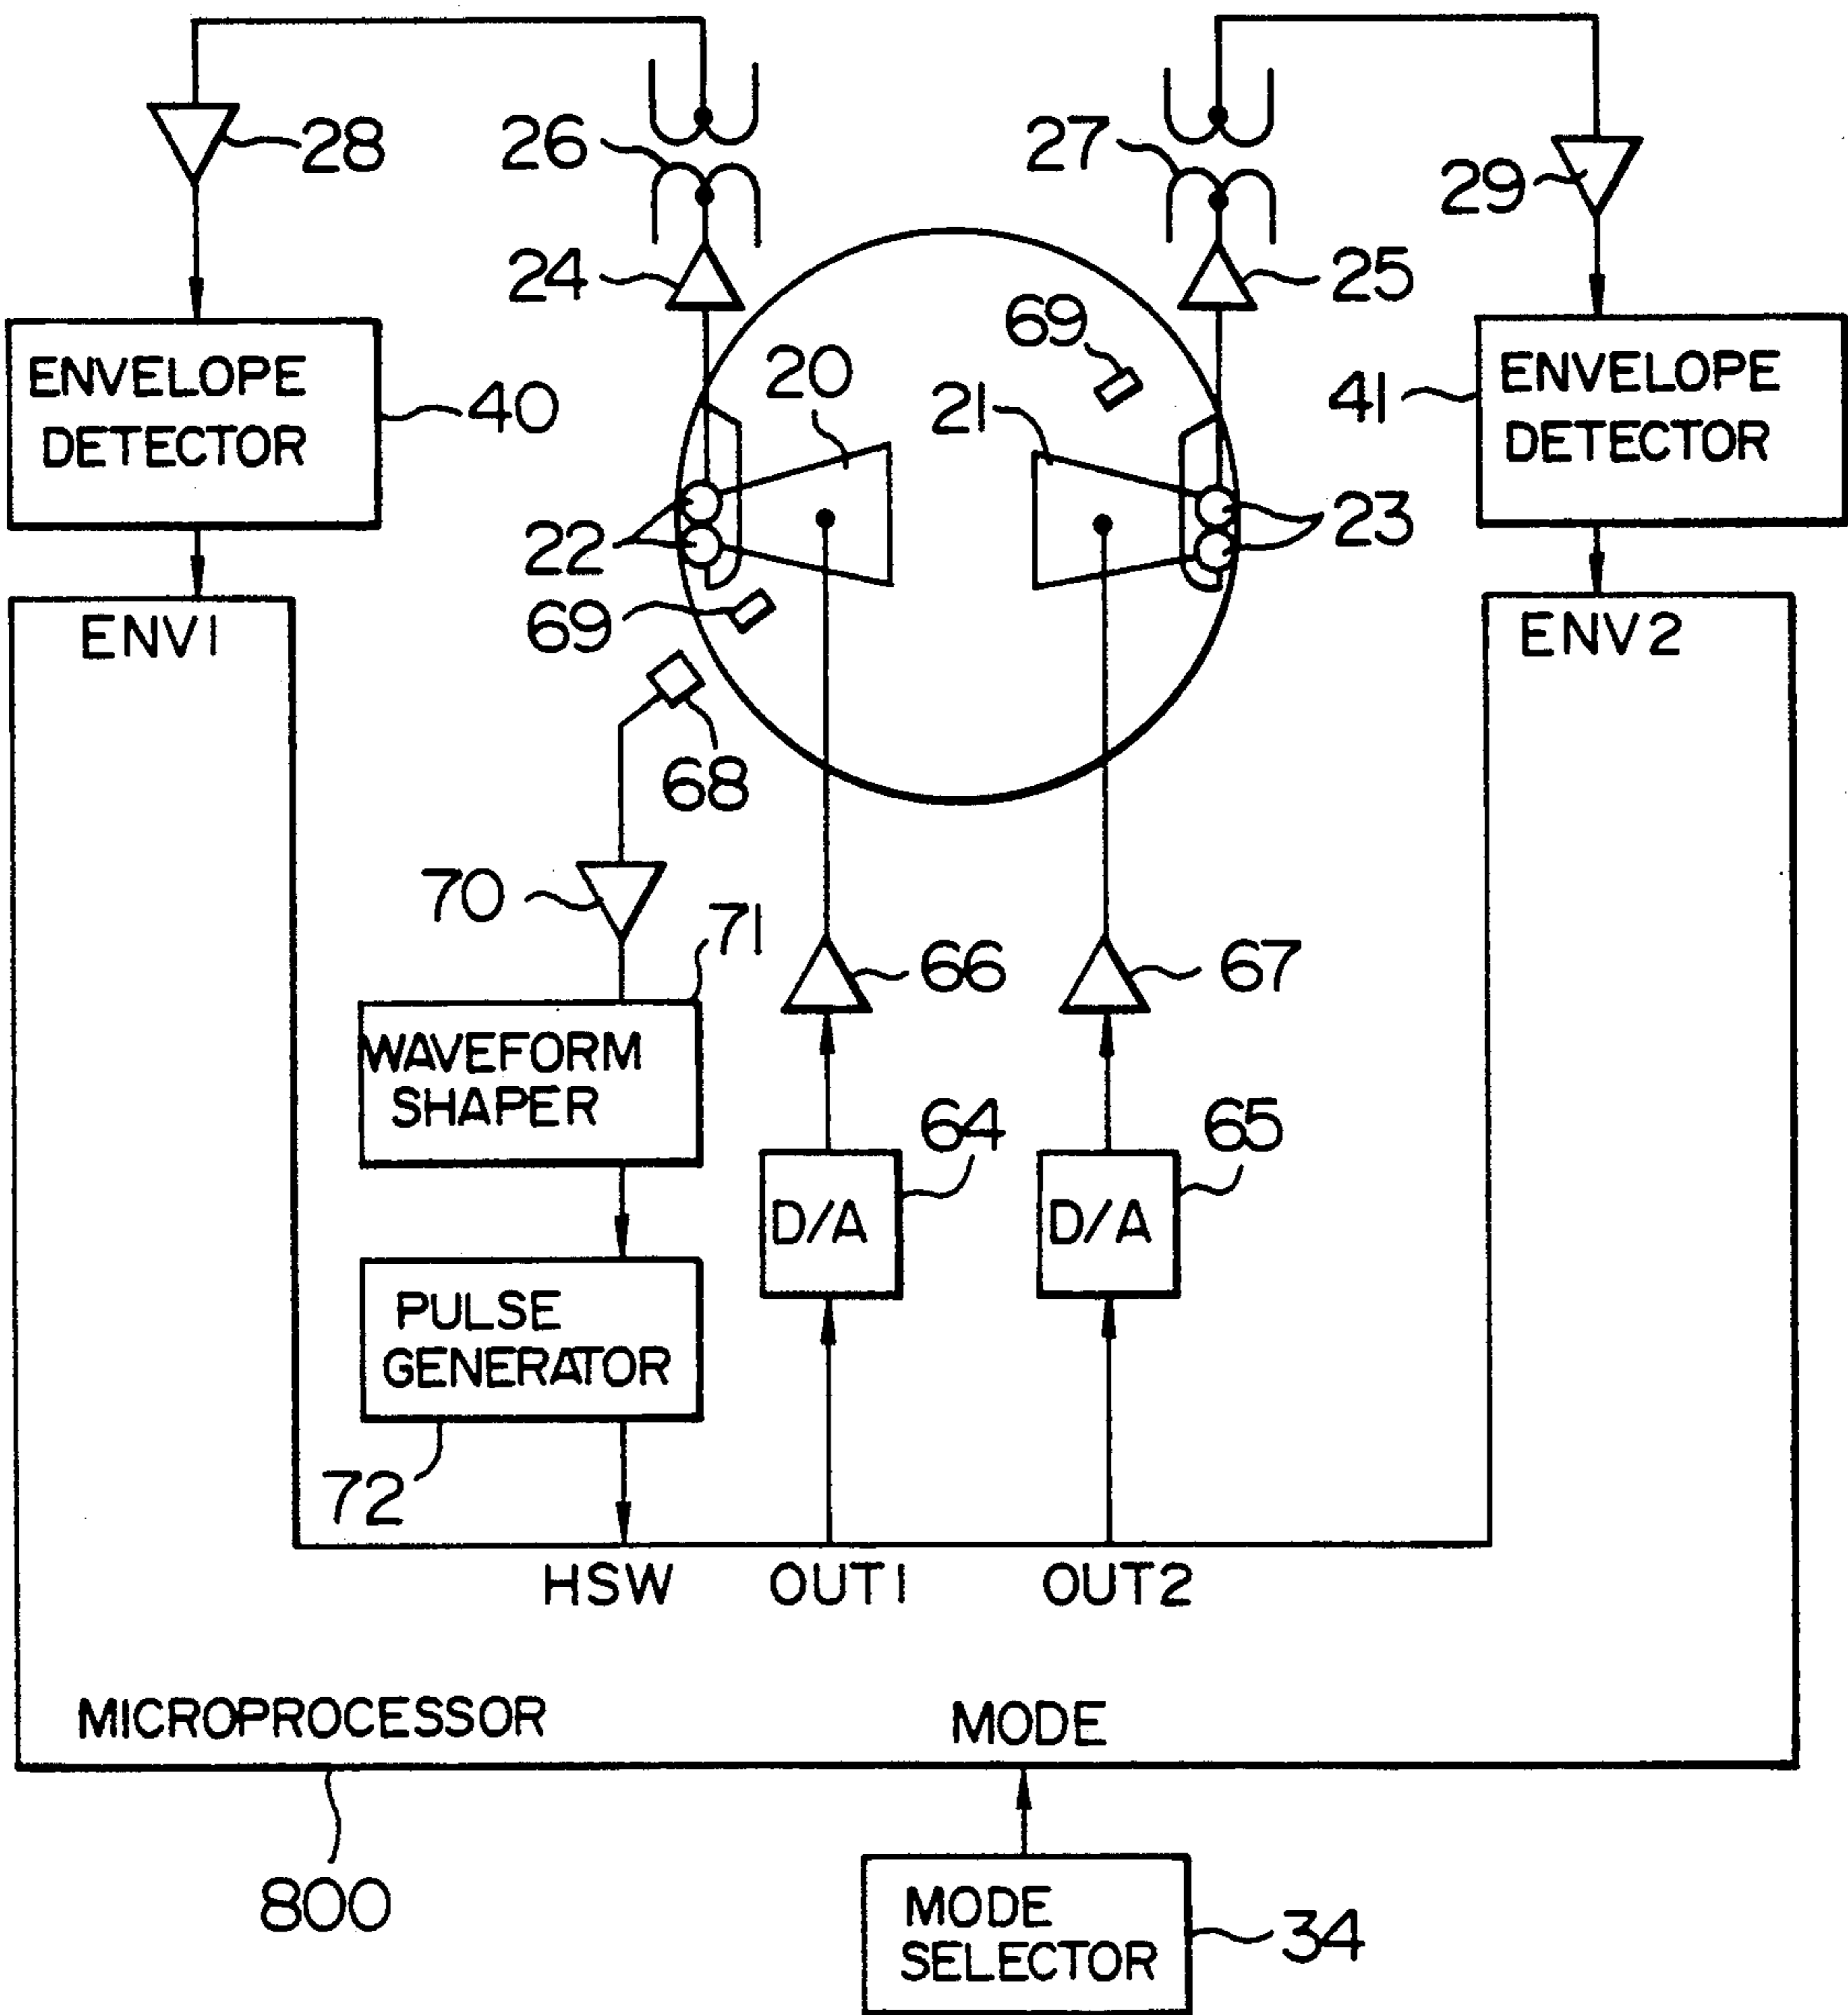 28
26
27
29
24
25
69
ENVELOPE
DETECTOR
40
20
21
41
ENVELOPE
DETECTOR
22
23
69
ENV1
ENV2
68
70
71
66
67
WAVEFORM
SHAPER
64
65
D/A
D/A
PULSE
GENERATOR
72
HSW
OUT1
OUT2
MICROPROCESSOR
MODE
800
MODE
SELECTOR
34